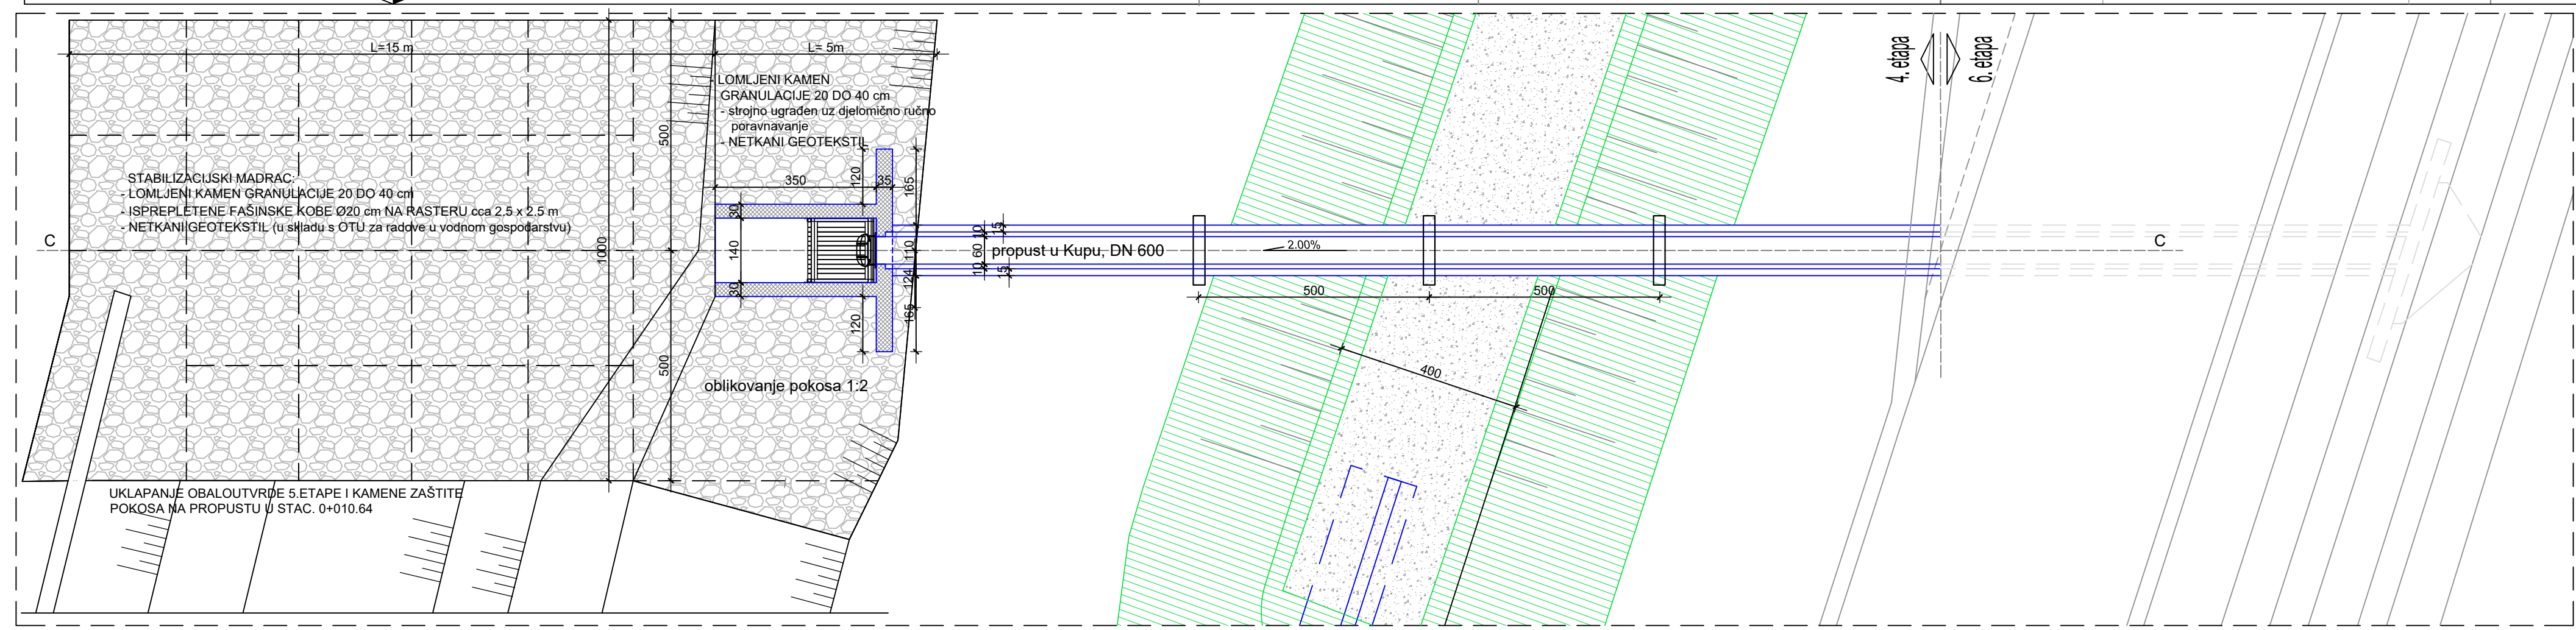 L=15 m
L= 5m
LOMLJENI KAMEN
GRANULACIJE 20 DO 40 cm
- strojno ugrađen uz djelomično ručno
poravnavanje
- NETKANI GEOTEKSTIL
STABILIZACIJSKI MADRAC:
- LOMLJENI KAMEN GRANULACIJE 20 DO 40 cm
- ISPREPLETENE FAŠINSKE KOBE Ø20 cm NA RASTERU cca 2.5 x 2.5 m
- NETKANI GEOTEKSTIL (u skladu s OTU za radove u vodnom gospodarstvu)
C
1000
500
500
350
35
120
165
30
140
30
120
165
110
124
10
60
10
15
15
propust u Kupu, DN 600
2.00%
500
500
400
4. etapa
6. etapa
C
oblikovanje pokosa 1:2
UKLAPANJE OBALOUTVRDE 5.ETAPE I KAMENE ZAŠTITE
POKOSA NA PROPUSTU U STAC. 0+010.64